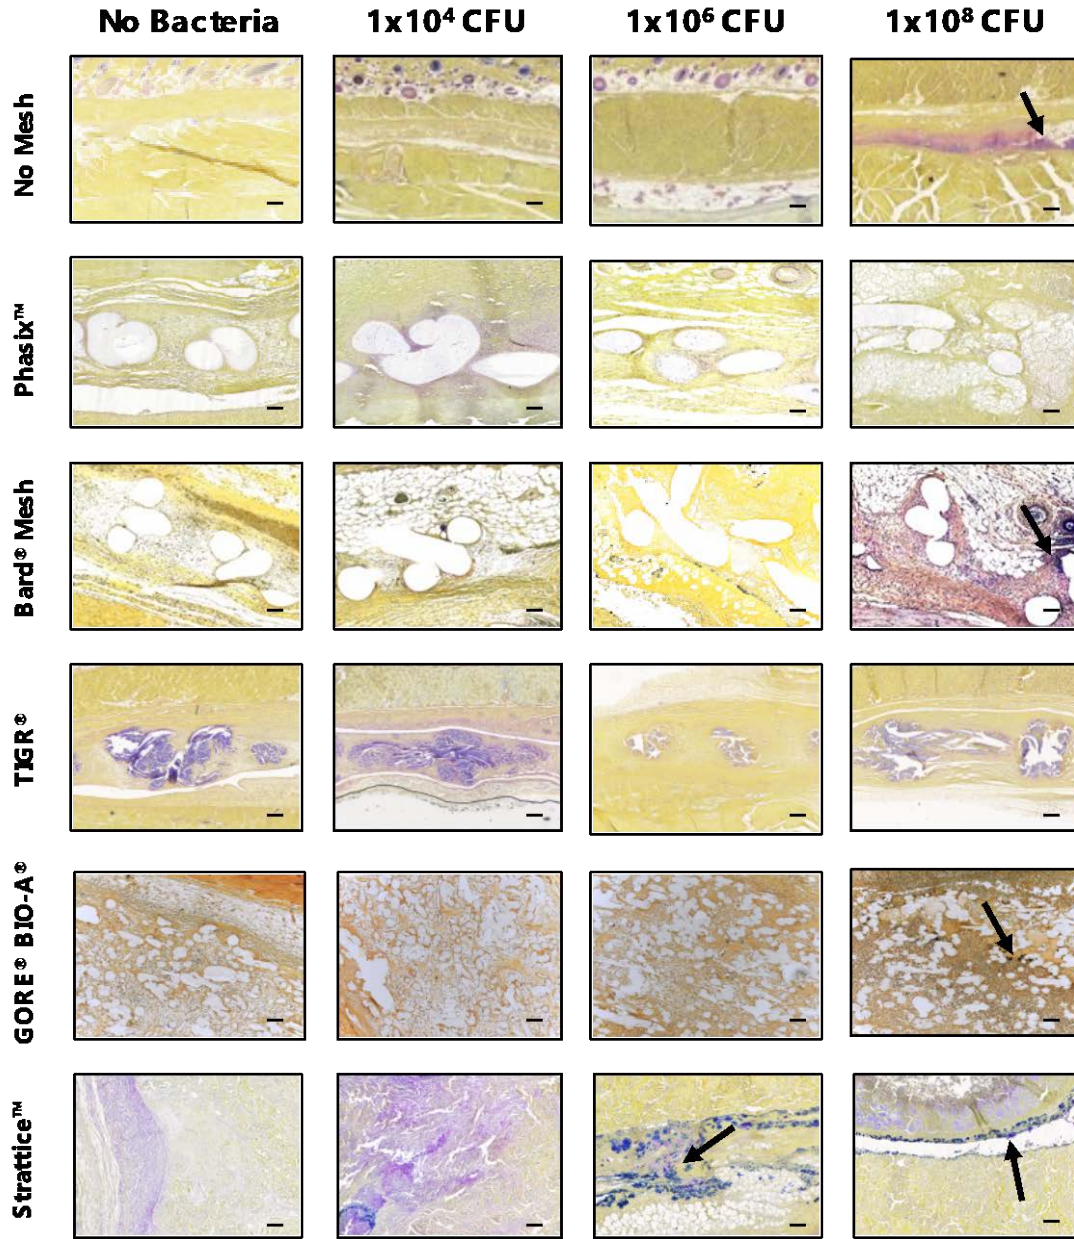 No Bacteria 1x10⁴ CFU 1x10⁶ CFU 1x10⁸ CFU
No Mesh
Phasix™
Bard® Mesh
TIGR®
GORE® BIO-A®
Strattice™